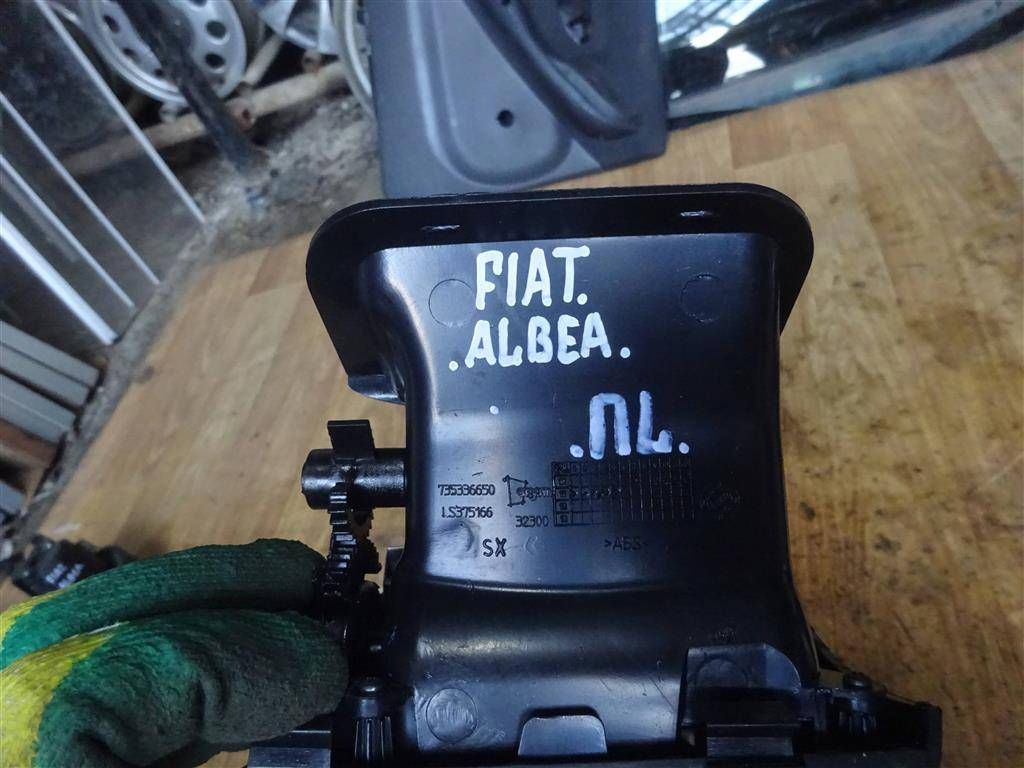 FIAT.
.ALBEA.
.ПЛ.
735336650
LS375166 32300
SX >ABS<